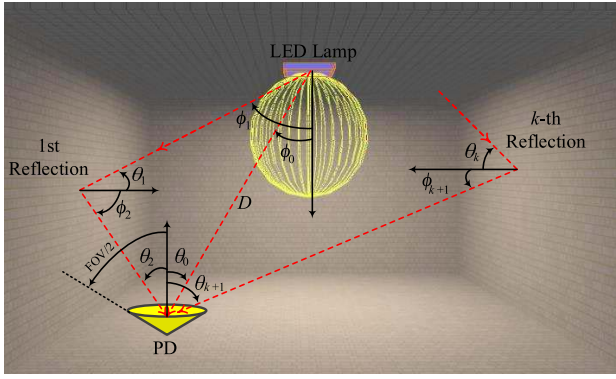 LED Lamp
1st
Reflection
k-th
Reflection
ϕ₁
ϕ₀
θₖ
ϕₖ₊₁
θ₁
ϕ₂
D
FOV/2
θ₂
θ₀
θₖ₊₁
PD